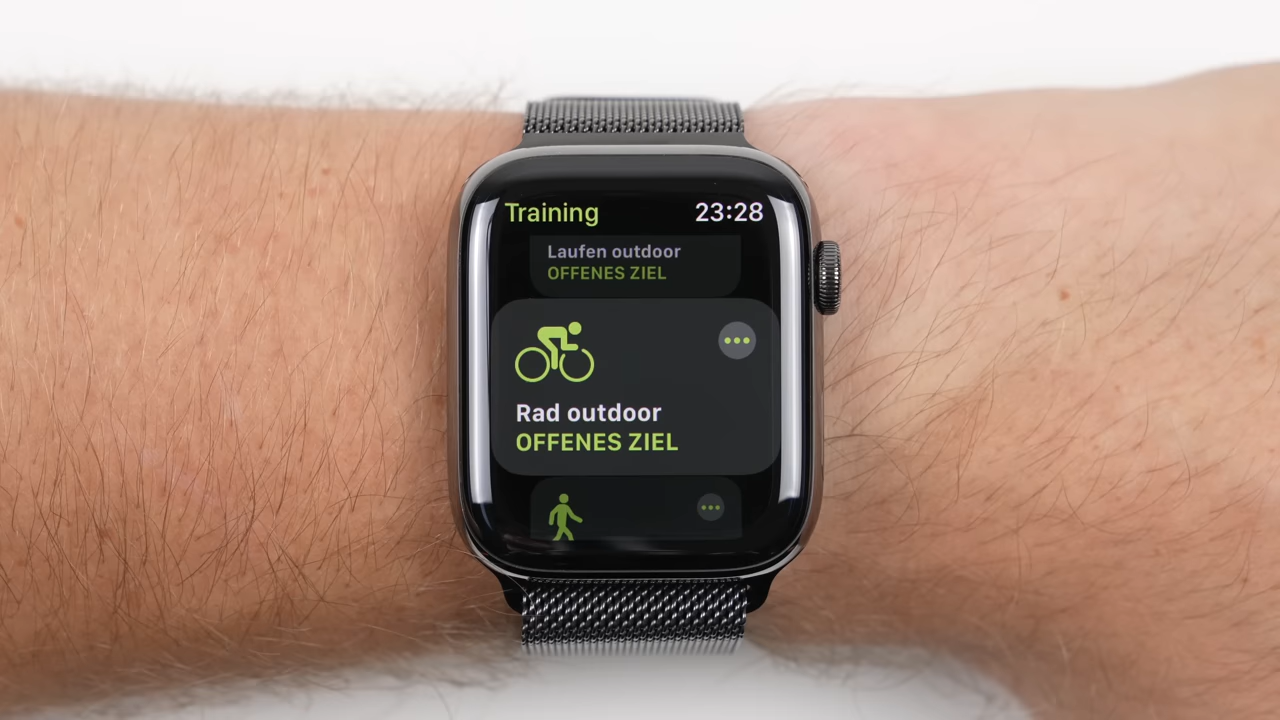 Training
23:28
Laufen outdoor
OFFENES ZIEL
Rad outdoor
OFFENES ZIEL